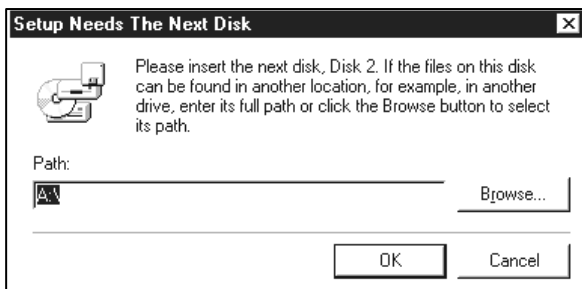 Setup Needs The Next Disk
Please insert the next disk, Disk 2. If the files on this disk
can be found in another location, for example, in another
drive, enter its full path or click the Browse button to select
its path.
Path:
A:\
Browse...
OK
Cancel